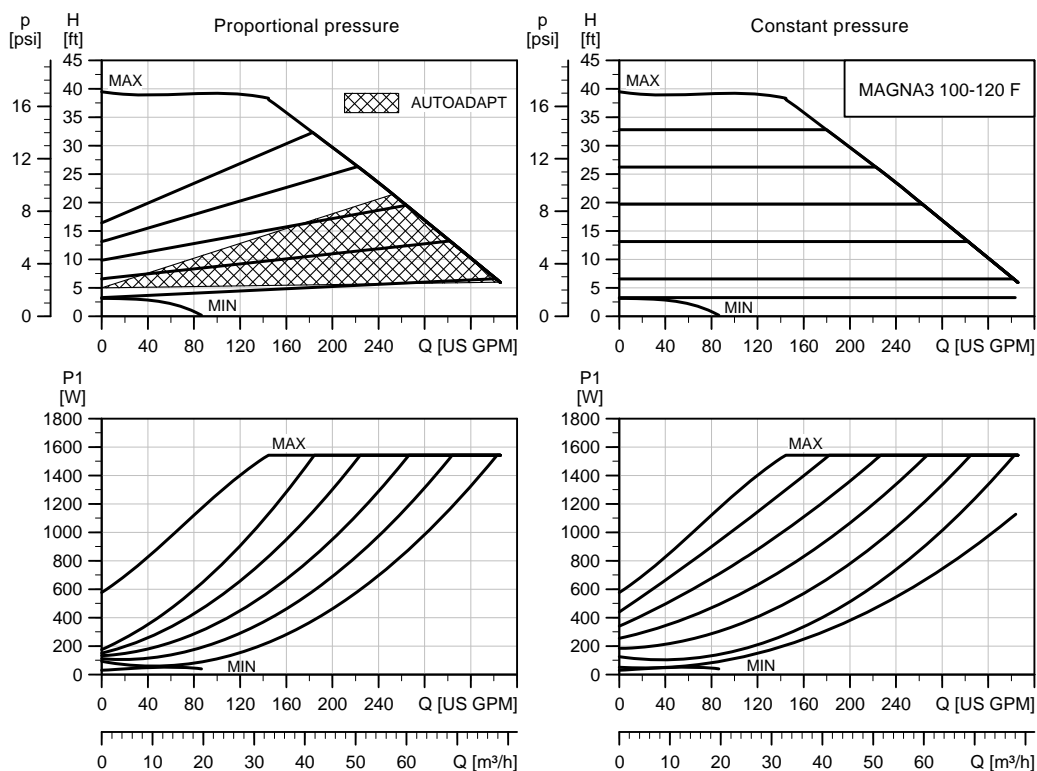 Proportional pressure
p
[psi]
H
[ft]
45
40
35
30
25
20
15
10
5
0
16
12
8
4
0
MAX
AUTOADAPT
MIN
0 40 80 120 160 200 240 Q [US GPM]
Constant pressure
p
[psi]
H
[ft]
45
40
35
30
25
20
15
10
5
0
16
12
8
4
0
MAX
MAGNA3 100-120 F
MIN
0 40 80 120 160 200 240 Q [US GPM]
P1
[W]
1800
1600
1400
1200
1000
800
600
400
200
0
MAX
MIN
0 40 80 120 160 200 240 Q [US GPM]
0 10 20 30 40 50 60 Q [m³/h]
P1
[W]
1800
1600
1400
1200
1000
800
600
400
200
0
MAX
MIN
0 40 80 120 160 200 240 Q [US GPM]
0 10 20 30 40 50 60 Q [m³/h]